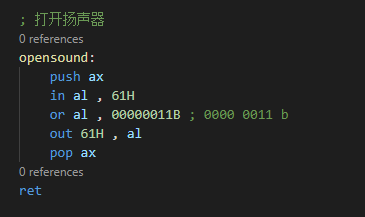 ; 打开扬声器
0 references
opensound:
push ax
in al , 61H
or al , 00000011B ; 0000 0011 b
out 61H , al
pop ax
0 references
ret